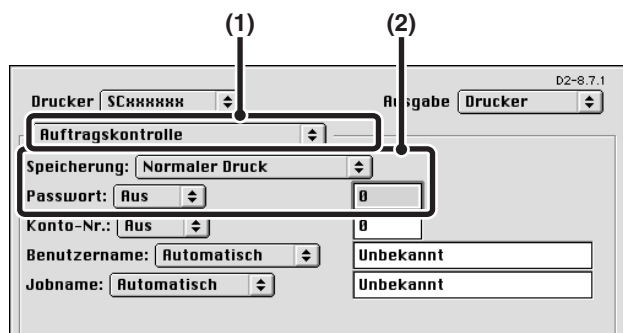 (1) (2)
D2-8.7.1
Drucker SCxxxxxx Ausgabe Drucker
Auftragskontrolle
Speicherung: Normaler Druck
Passwort: Aus 0
Konto-Nr.: Aus 0
Benutzername: Automatisch Unbekannt
Jobname: Automatisch Unbekannt